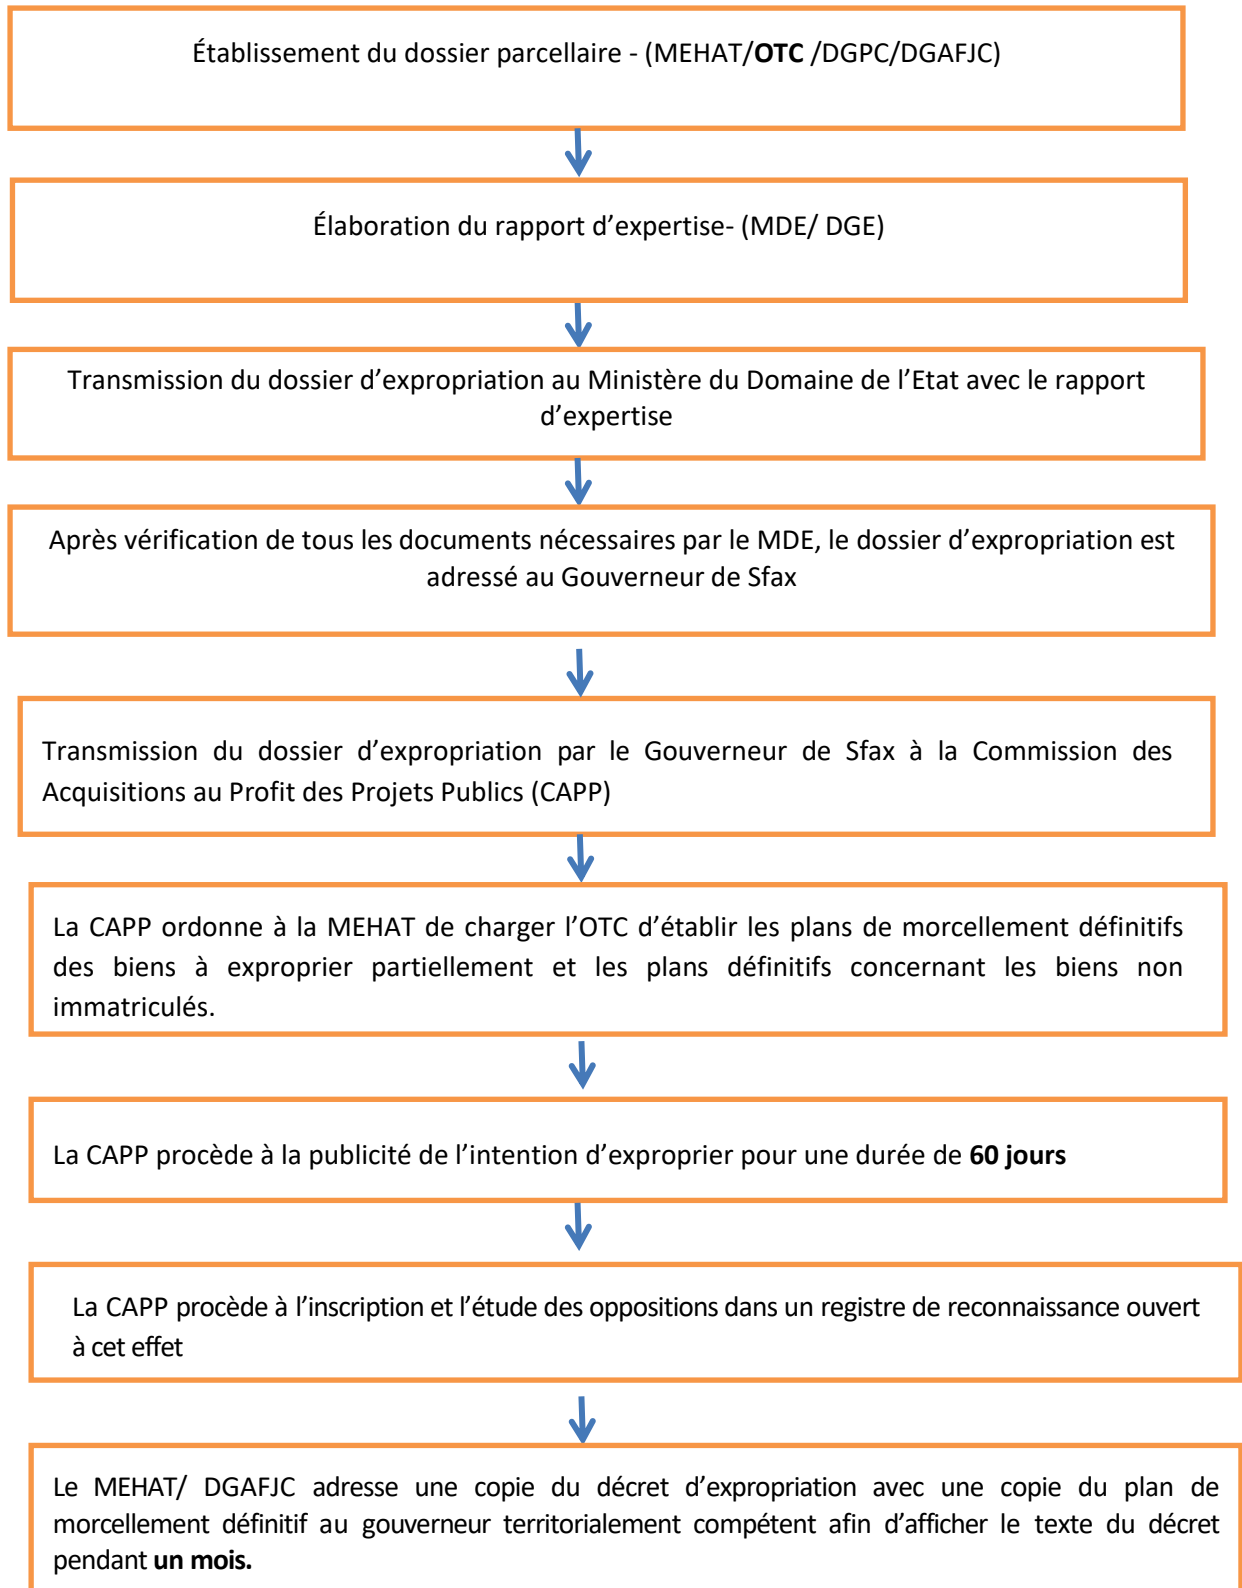 Établissement du dossier parcellaire - (MEHAT/OTC /DGPC/DGAFJC)
Élaboration du rapport d’expertise- (MDE/ DGE)
Transmission du dossier d’expropriation au Ministère du Domaine de l’Etat avec le rapport
d’expertise
Après vérification de tous les documents nécessaires par le MDE, le dossier d’expropriation est
adressé au Gouverneur de Sfax
Transmission du dossier d’expropriation par le Gouverneur de Sfax à la Commission des
Acquisitions au Profit des Projets Publics (CAPP)
La CAPP ordonne à la MEHAT de charger l’OTC d’établir les plans de morcellement définitifs
des biens à exproprier partiellement et les plans définitifs concernant les biens non
immatriculés.
La CAPP procède à la publicité de l’intention d’exproprier pour une durée de 60 jours
La CAPP procède à l’inscription et l’étude des oppositions dans un registre de reconnaissance ouvert
à cet effet
Le MEHAT/ DGAFJC adresse une copie du décret d’expropriation avec une copie du plan de
morcellement définitif au gouverneur territorialement compétent afin d’afficher le texte du décret
pendant un mois.